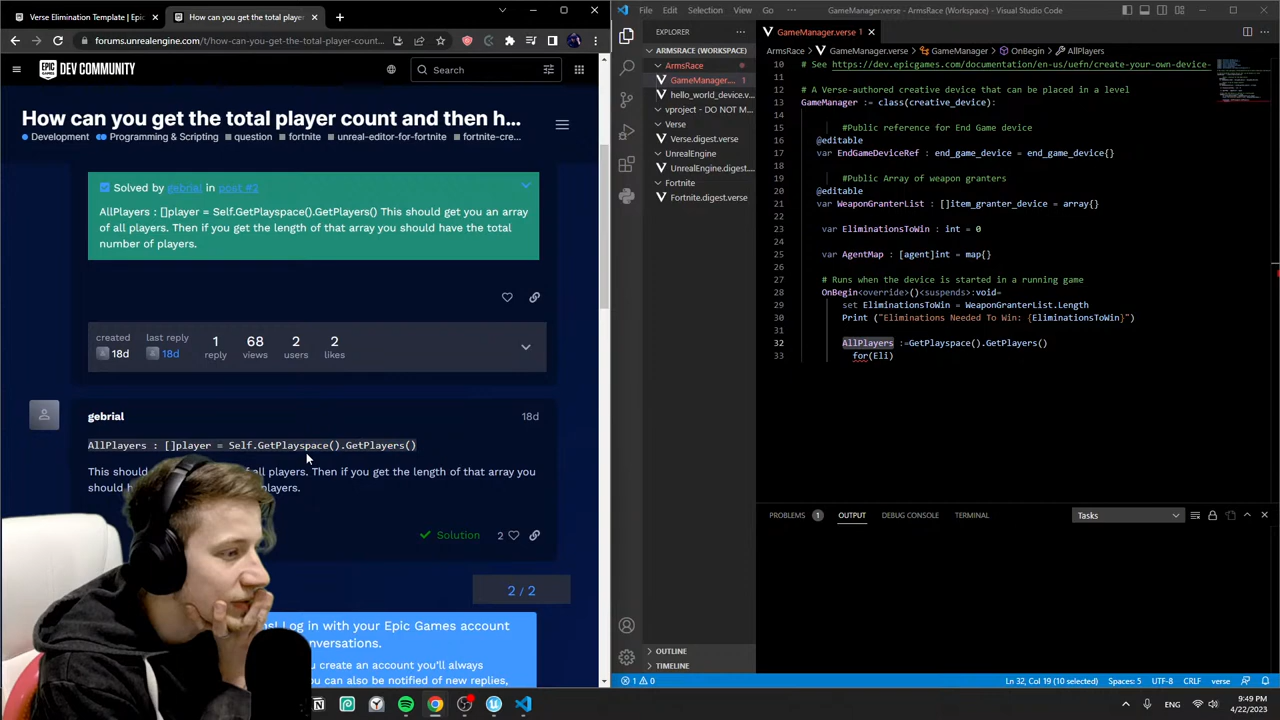 Verse Elimination Template | Epic
How can you get the total player
forums.unrealengine.com/t/how-can-you-get-the-total-player-count...
EPIC GAMES
DEV COMMUNITY
Search
How can you get the total player count and then h...
Development
Programming & Scripting
question
fortnite
unreal-editor-for-fortnite
fortnite-cre...
Solved by gebrial in post #2
AllPlayers : []player = Self.GetPlayspace().GetPlayers() This should get you an array
of all players. Then if you get the length of that array you should have the total
number of players.
created
last reply
1
68
2
2
18d
18d
reply
views
users
likes
gebrial
18d
AllPlayers : []player = Self.GetPlayspace().GetPlayers()
This should
all players. Then if you get the length of that array you
should
players.
Solution
2
2 / 2
Log in with your Epic Games account
create an account you'll always
can also be notified of new replies,
File
Edit
Selection
View
Go
GameManager.verse - ArmsRace (Workspace) - Visual Studio Code
EXPLORER
ARMSRACE (WORKSPACE)
ArmsRace
GameManager....
1
hello_world_device.v...
vproject - DO NOT M...
Verse
Verse.digest.verse
UnrealEngine
UnrealEngine.digest...
Fortnite
Fortnite.digest.verse
OUTLINE
TIMELINE
GameManager.verse 1
ArmsRace > GameManager.verse > GameManager > OnBegin > AllPlayers
10 # See https://dev.epicgames.com/documentation/en-us/uefn/create-your-own-device-
11
12 # A Verse-authored creative device that can be placed in a level
13 GameManager := class(creative_device):
14
15 #Public reference for End Game device
16 @editable
17 var EndGameDeviceRef : end_game_device = end_game_device{}
18
19 #Public Array of weapon granters
20 @editable
21 var WeaponGranterList : []item_granter_device = array{}
22
23 var EliminationsToWin : int = 0
24
25 var AgentMap : [agent]int = map{}
26
27 # Runs when the device is started in a running game
28 OnBegin<override>()<suspends>:void=
29 set EliminationsToWin = WeaponGranterList.Length
30 Print ("Eliminations Needed To Win: {EliminationsToWin}")
31
32 AllPlayers :=GetPlayspace().GetPlayers()
33 for(Eli)
PROBLEMS 1 OUTPUT DEBUG CONSOLE TERMINAL
Tasks
1 0
Ln 32, Col 19 (10 selected)
Spaces: 5
UTF-8
CRLF
verse
ENG
9:49 PM
4/22/2023